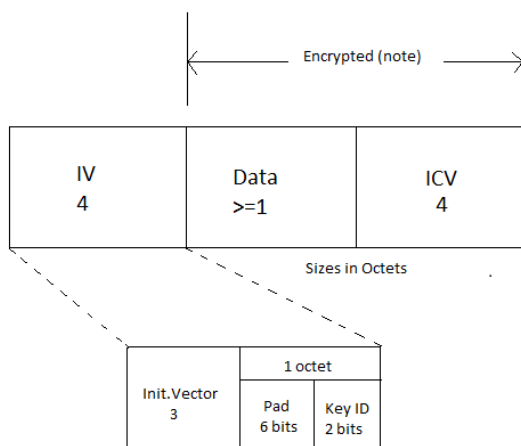 Encrypted (note)
IV
4
Data
>=1
ICV
4
Sizes in Octets
.
Init.Vector
3
1 octet
Pad
6 bits
Key ID
2 bits